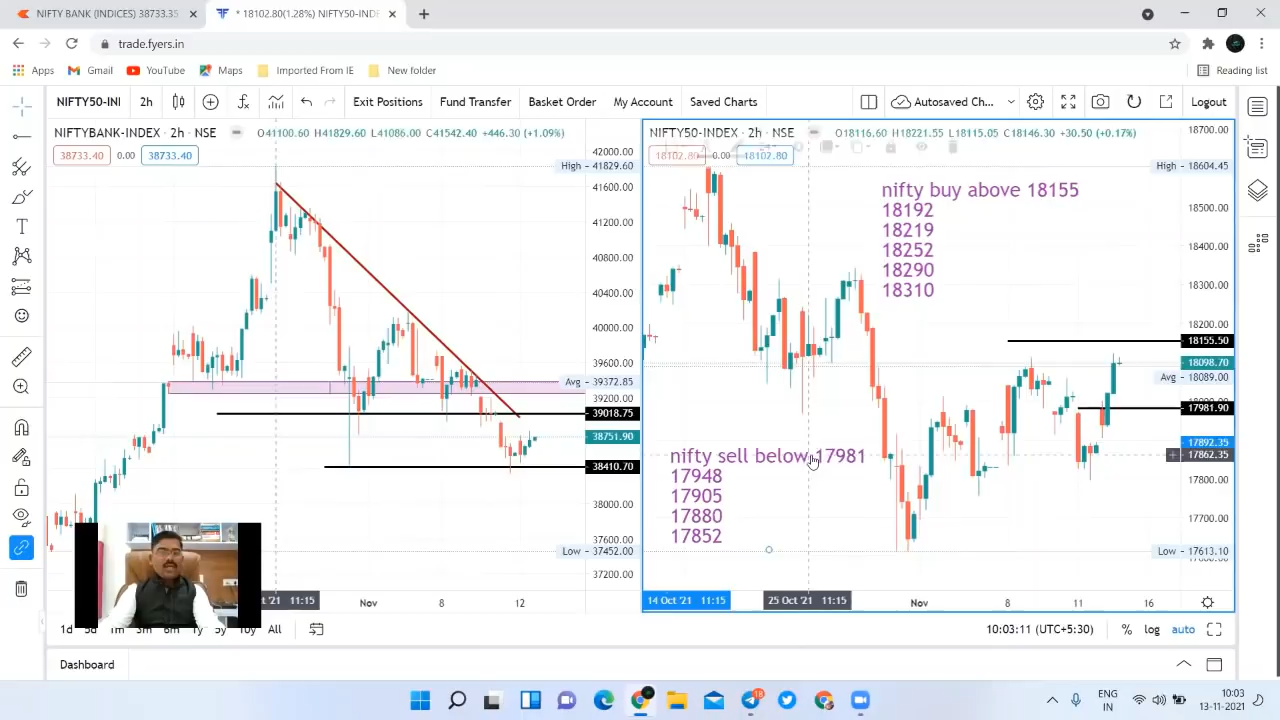 NIFTY BANK (INDICES) 38733.35
* 18102.80(1.28%) NIFTY50-INDE
trade.fyers.in
Apps
Gmail
YouTube
Maps
Imported From IE
New folder
Reading list
NIFTY50-INI
2h
Exit Positions
Fund Transfer
Basket Order
My Account
Saved Charts
Autosaved Ch...
Logout
NIFTYBANK-INDEX • 2h • NSE
O41100.60 H41829.60 L41086.00 C41542.40 +446.30 (+1.09%)
38733.40 0.00 38733.40
42000.00
High - 41829.60
41600.00
41200.00
40800.00
40400.00
40000.00
39600.00
Avg - 39372.85
39200.00
39018.75
38751.90
38410.70
38000.00
Low - 37452.00
37200.00
t '21 11:15
Nov
8
12
NIFTY50-INDEX • 2h • NSE
O18116.60 H18221.55 L18115.05 C18146.30 +30.50 (+0.17%)
18102.80 0.00 18102.80
18700.00
High - 18604.45
18500.00
18400.00
18300.00
18200.00
18155.50
18098.70
Avg - 18089.00
17981.90
17892.35
17862.35
17800.00
17700.00
Low - 17613.10
nifty buy above 18155
18192
18219
18252
18290
18310
nifty sell below 17981
17948
17905
17880
17852
14 Oct '21 11:15
25 Oct '21 11:15
Nov
8
11
16
1d 5d 1m 3m 6m 1y 5y 10y All
10:03:11 (UTC+5:30)
% log auto
Dashboard
18
ENG
IN
10:03
13-11-2021